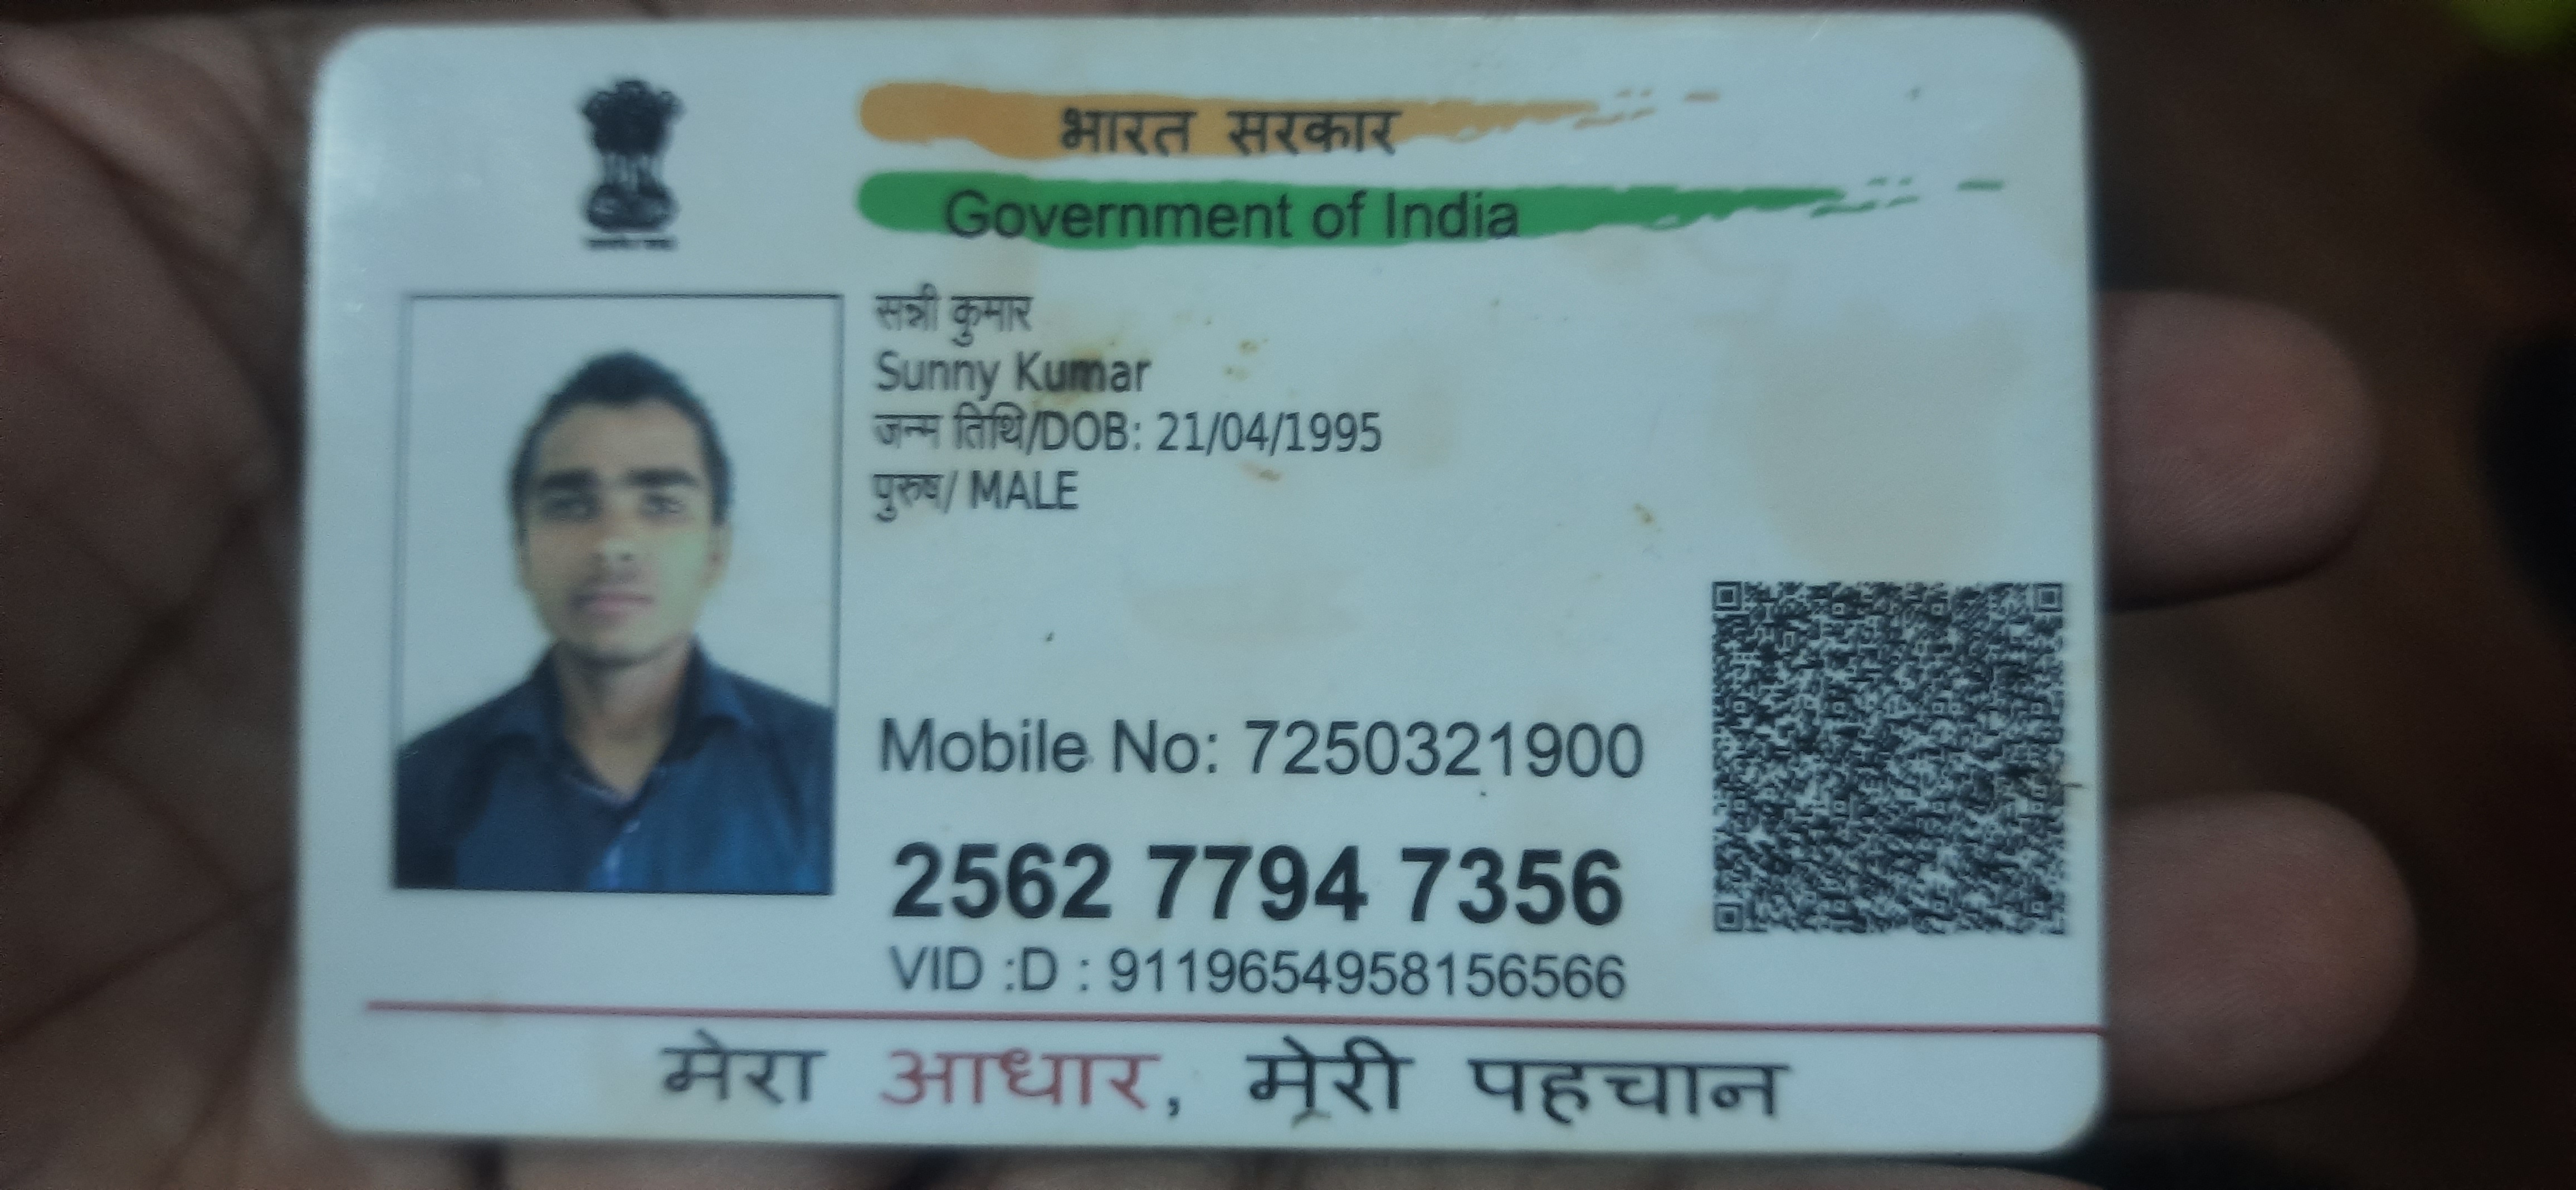 भारत सरकार
Government of India
सन्नी कुमार
Sunny Kumar
जन्म तिथि/DOB: 21/04/1995
पुरुष/ MALE
Mobile No: 7250321900
2562 7794 7356
VID :D : 9119654958156566
मेरा आधार, मेरी पहचान